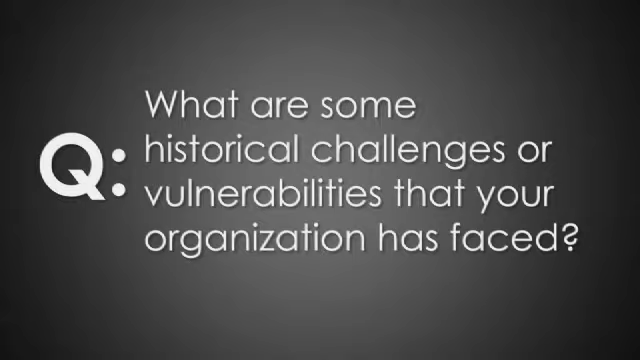 Q:
What are some
historical challenges or
vulnerabilities that your
organization has faced?